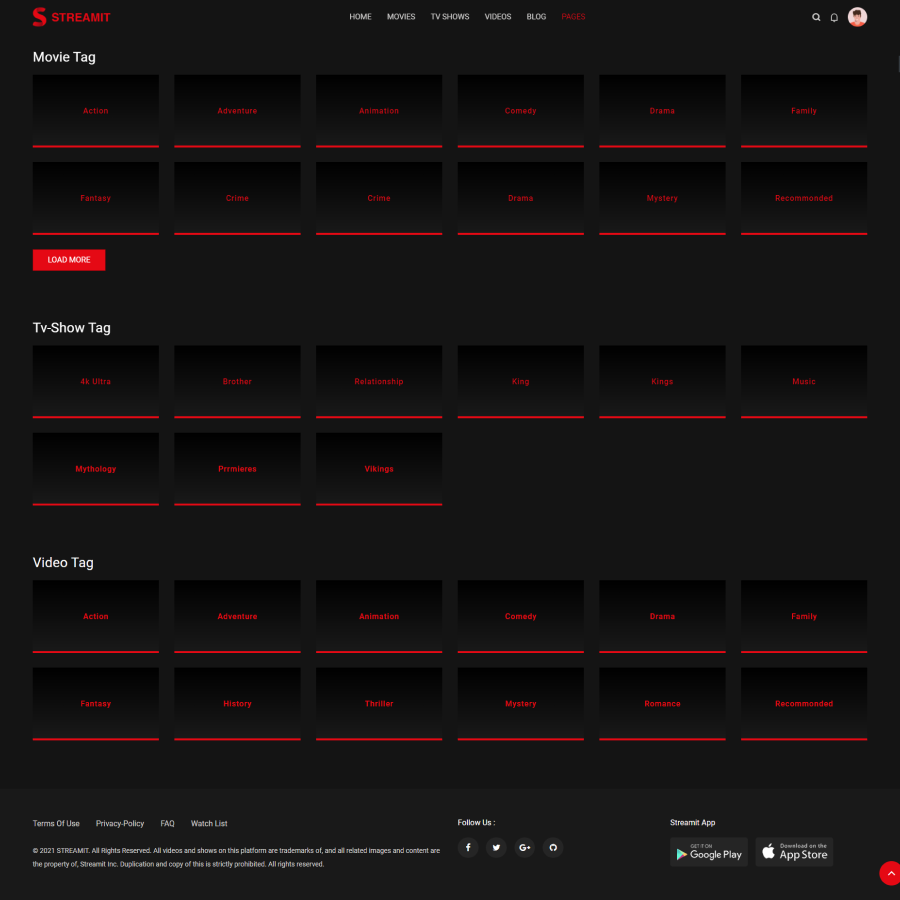 STREAMIT
HOME MOVIES TV SHOWS VIDEOS BLOG PAGES
Movie Tag
Action Adventure Animation Comedy Drama Family
Fantasy Crime Crime Drama Mystery Recommonded
LOAD MORE
Tv-Show Tag
4k Ultra Brother Relationship King Kings Music
Mythology Prrmieres Vikings
Video Tag
Action Adventure Animation Comedy Drama Family
Fantasy History Thriller Mystery Romance Recommonded
Terms Of Use Privacy-Policy FAQ Watch List
© 2021 STREAMIT. All Rights Reserved. All videos and shows on this platform are trademarks of, and all related images and content are
the property of, Streamit Inc. Duplication and copy of this is strictly prohibited. All rights reserved.
Follow Us :
f G+
Streamit App
GET IT ON
Google Play
Download on the
App Store